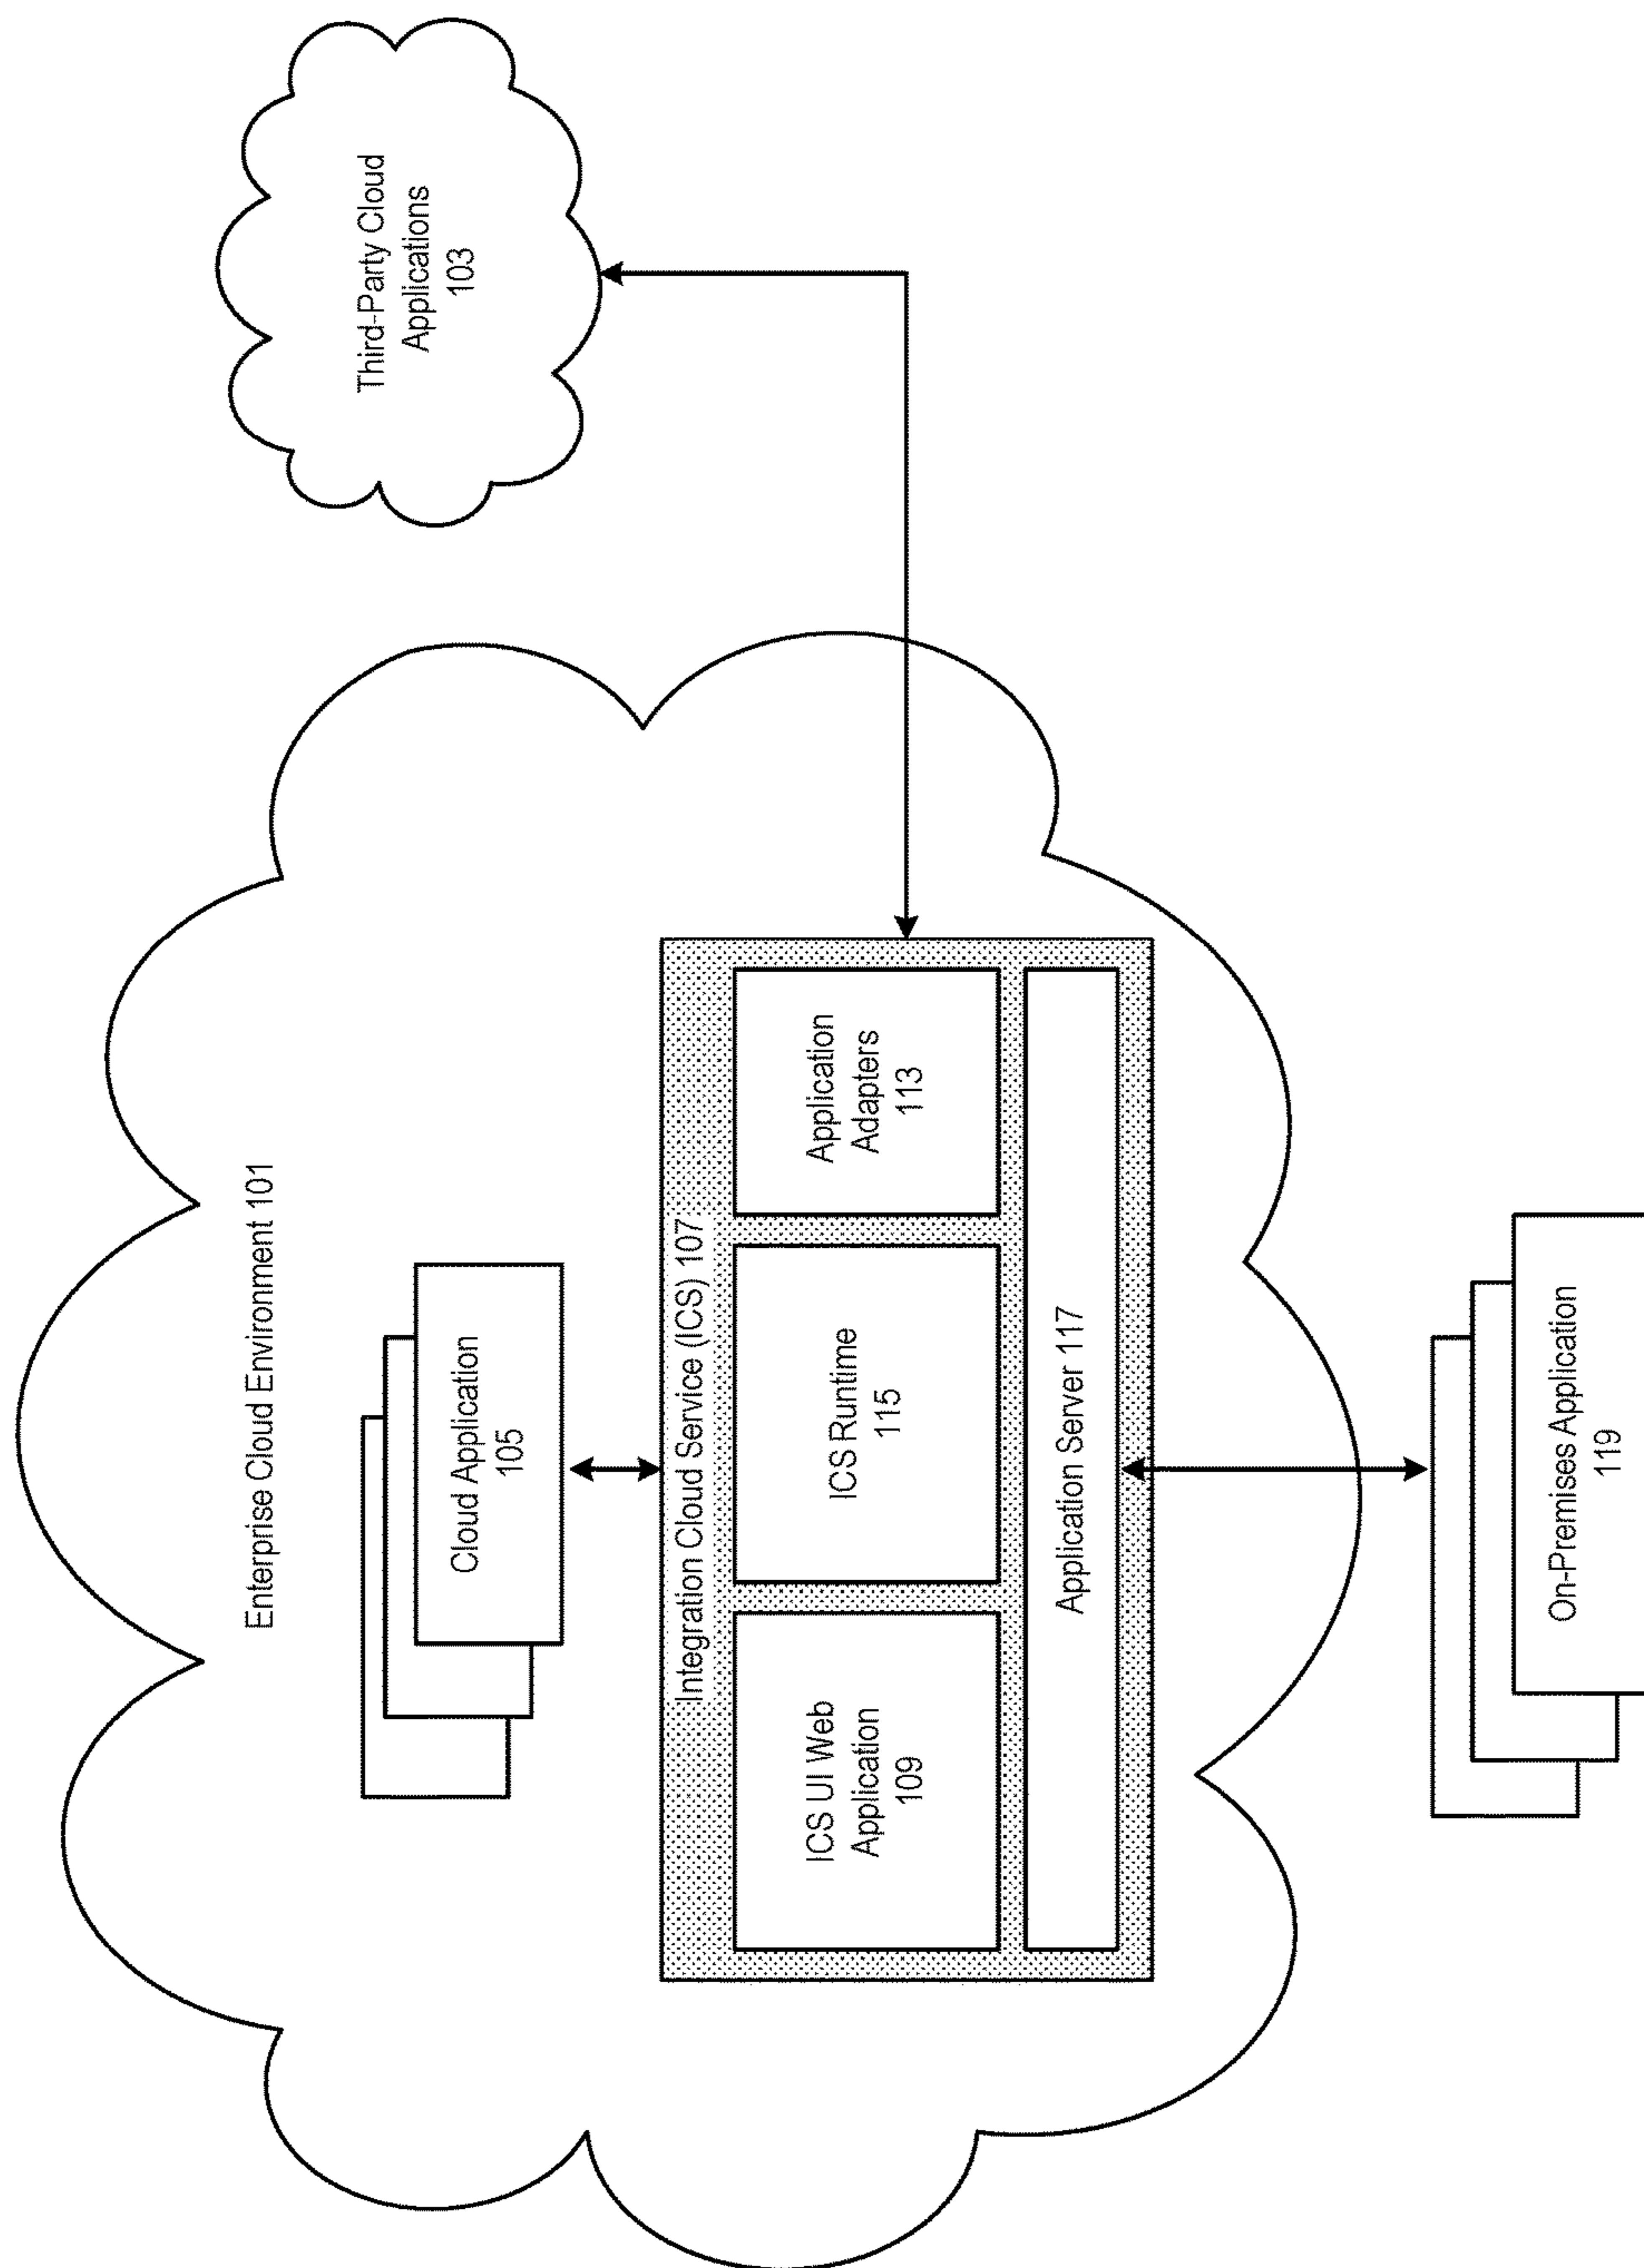 Enterprise Cloud Environment 101
Third-Party Cloud
Applications
103
Cloud Application
105
Integration Cloud Service (ICS) 107
ICS UI Web
Application
109
ICS Runtime
115
Application
Adapters
113
Application Server 117
On-Premises Application
119